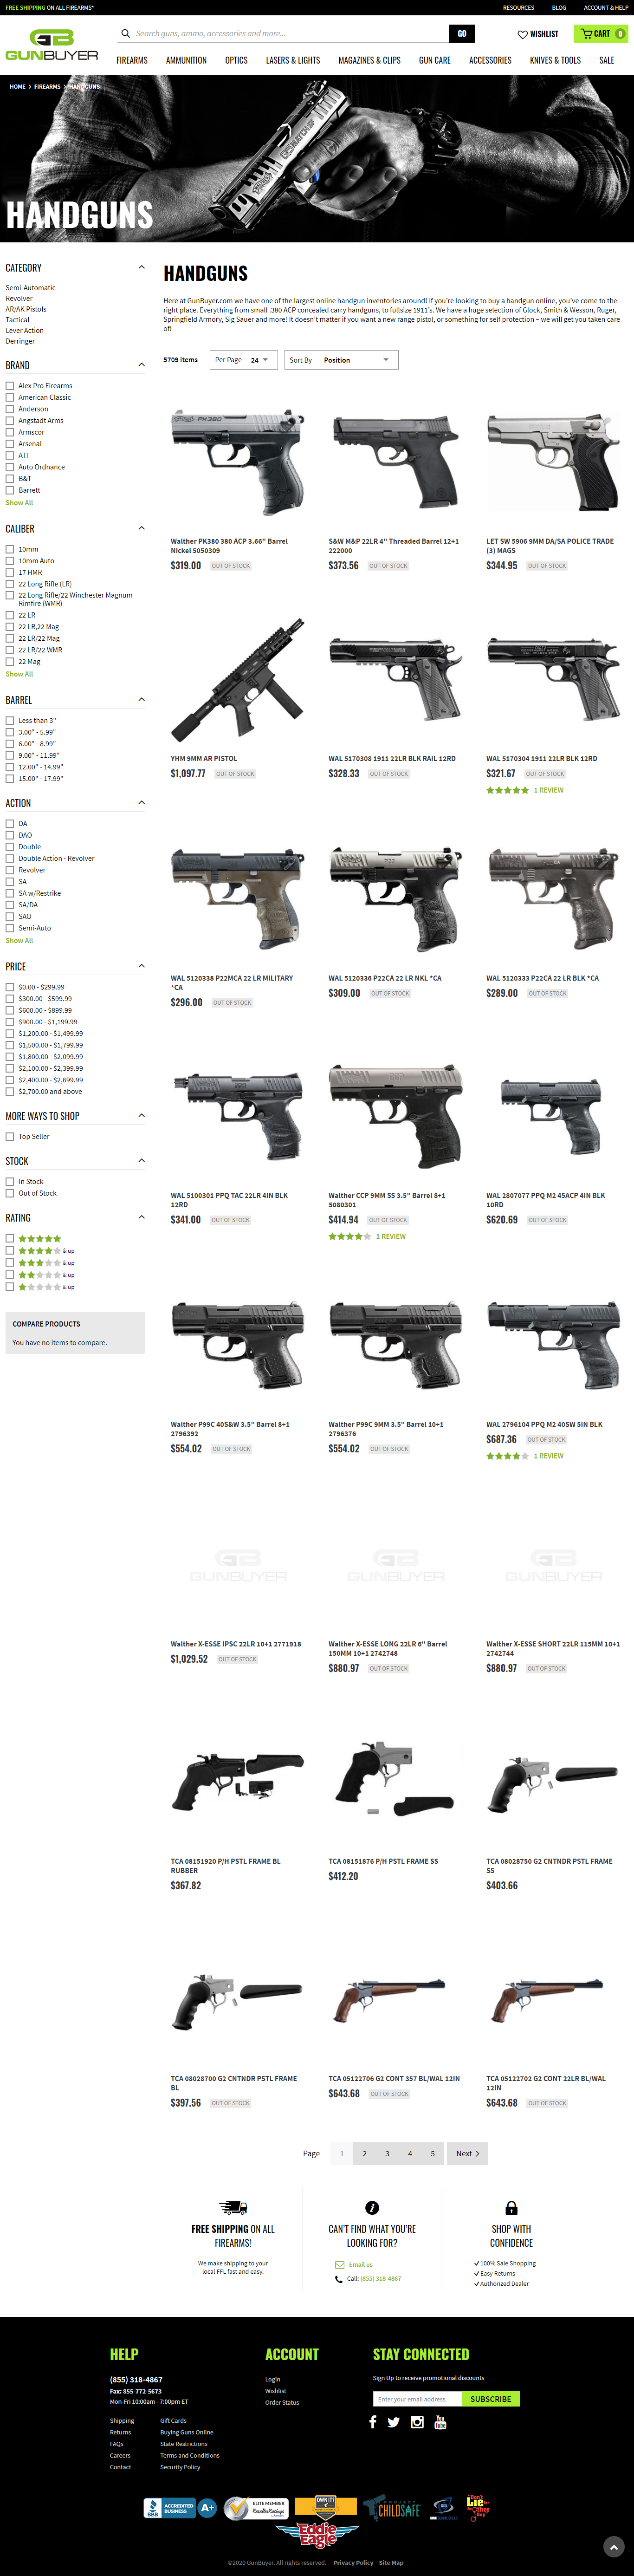 FREE SHIPPING ON ALL FIREARMS*
RESOURCES
BLOG
ACCOUNT & HELP
GB
GUNBUYER
Search guns, ammo, accessories and more...
GO
WISHLIST
CART 0
FIREARMS
AMMUNITION
OPTICS
LASERS & LIGHTS
MAGAZINES & CLIPS
GUN CARE
ACCESSORIES
KNIVES & TOOLS
SALE
HOME > FIREARMS > HANDGUNS
HANDGUNS
CATEGORY
Semi-Automatic
Revolver
AR/AK Pistols
Tactical
Lever Action
Derringer
BRAND
Alex Pro Firearms
American Classic
Anderson
Angstadt Arms
Armscor
Arsenal
ATI
Auto Ordnance
B&T
Barrett
Show All
CALIBER
10mm
10mm Auto
17 HMR
22 Long Rifle (LR)
22 Long Rifle/22 Winchester Magnum
Rimfire (WMR)
22 LR
22 LR,22 Mag
22 LR/22 Mag
22 LR/22 WMR
22 Mag
Show All
BARREL
Less than 3"
3.00" - 5.99"
6.00" - 8.99"
9.00" - 11.99"
12.00" - 14.99"
15.00" - 17.99"
ACTION
DA
DAO
Double
Double Action - Revolver
Revolver
SA
SA w/Restrike
SA/DA
SAO
Semi-Auto
Show All
PRICE
$0.00 - $299.99
$300.00 - $599.99
$600.00 - $899.99
$900.00 - $1,199.99
$1,200.00 - $1,499.99
$1,500.00 - $1,799.99
$1,800.00 - $2,099.99
$2,100.00 - $2,399.99
$2,400.00 - $2,699.99
$2,700.00 and above
MORE WAYS TO SHOP
Top Seller
STOCK
In Stock
Out of Stock
RATING
& up
& up
& up
& up
COMPARE PRODUCTS
You have no items to compare.
HANDGUNS
Here at GunBuyer.com we have one of the largest online handgun inventories around! If you're looking to buy a handgun online, you've come to the
right place. Everything from small .380 ACP concealed carry handguns, to fullsize 1911's. We have a huge selection of Glock, Smith & Wesson, Ruger,
Springfield Armory, Sig Sauer and more! It doesn't matter if you want a new range pistol, or something for self protection – we will get you taken care
of!
5709 items
Per Page 24
Sort By Position
Walther PK380 380 ACP 3.66" Barrel
Nickel 5050309
$319.00 OUT OF STOCK
S&W M&P 22LR 4" Threaded Barrel 12+1
222000
$373.56 OUT OF STOCK
LET SW 5906 9MM DA/SA POLICE TRADE
(3) MAGS
$344.95 OUT OF STOCK
YHM 9MM AR PISTOL
$1,097.77 OUT OF STOCK
WAL 5170308 1911 22LR BLK RAIL 12RD
$328.33 OUT OF STOCK
WAL 5170304 1911 22LR BLK 12RD
$321.67 OUT OF STOCK
1 REVIEW
WAL 5120338 P22MCA 22 LR MILITARY
*CA
$296.00 OUT OF STOCK
WAL 5120336 P22CA 22 LR NKL *CA
$309.00 OUT OF STOCK
WAL 5120333 P22CA 22 LR BLK *CA
$289.00 OUT OF STOCK
WAL 5100301 PPQ TAC 22LR 4IN BLK
12RD
$341.00 OUT OF STOCK
Walther CCP 9MM SS 3.5" Barrel 8+1
5080301
$414.94 OUT OF STOCK
1 REVIEW
WAL 2807077 PPQ M2 45ACP 4IN BLK
10RD
$620.69 OUT OF STOCK
Walther P99C 40S&W 3.5" Barrel 8+1
2796392
$554.02 OUT OF STOCK
Walther P99C 9MM 3.5" Barrel 10+1
2796376
$554.02 OUT OF STOCK
WAL 2796104 PPQ M2 40SW 5IN BLK
$687.36 OUT OF STOCK
1 REVIEW
GB
GUNBUYER
GB
GUNBUYER
GB
GUNBUYER
Walther X-ESSE IPSC 22LR 10+1 2771918
$1,029.52 OUT OF STOCK
Walther X-ESSE LONG 22LR 6" Barrel
150MM 10+1 2742748
$880.97 OUT OF STOCK
Walther X-ESSE SHORT 22LR 115MM 10+1
2742744
$880.97 OUT OF STOCK
TCA 08151920 P/H PSTL FRAME BL
RUBBER
$367.82
TCA 08151876 P/H PSTL FRAME SS
$412.20
TCA 08028750 G2 CNTNDR PSTL FRAME
SS
$403.66
TCA 08028700 G2 CNTNDR PSTL FRAME
BL
$397.56 OUT OF STOCK
TCA 05122706 G2 CONT 357 BL/WAL 12IN
$643.68 OUT OF STOCK
TCA 05122702 G2 CONT 22LR BL/WAL
12IN
$643.68 OUT OF STOCK
Page 1 2 3 4 5 Next >
FREE SHIPPING ON ALL
FIREARMS!
We make shipping to your
local FFL fast and easy.
CAN'T FIND WHAT YOU'RE
LOOKING FOR?
Email us
Call: (855) 318-4867
SHOP WITH
CONFIDENCE
✓ 100% Sale Shopping
✓ Easy Returns
✓ Authorized Dealer
HELP
(855) 318-4867
Fax: 855-772-5673
Mon-Fri 10:00am - 7:00pm ET
Shipping
Returns
FAQs
Careers
Contact
Gift Cards
Buying Guns Online
State Restrictions
Terms and Conditions
Security Policy
ACCOUNT
Login
Wishlist
Order Status
STAY CONNECTED
Sign Up to receive promotional discounts
Enter your email address
SUBSCRIBE
You
Tube
BBB
ACCREDITED
BUSINESS
A+
ELITE MEMBER
ResellerRatings
OWN IT?
PROJECT
CHILDSAFE
Don't
Lie
for the
other
Guy
Eddie
Eagle
©2020 GunBuyer. All rights reserved. Privacy Policy Site Map